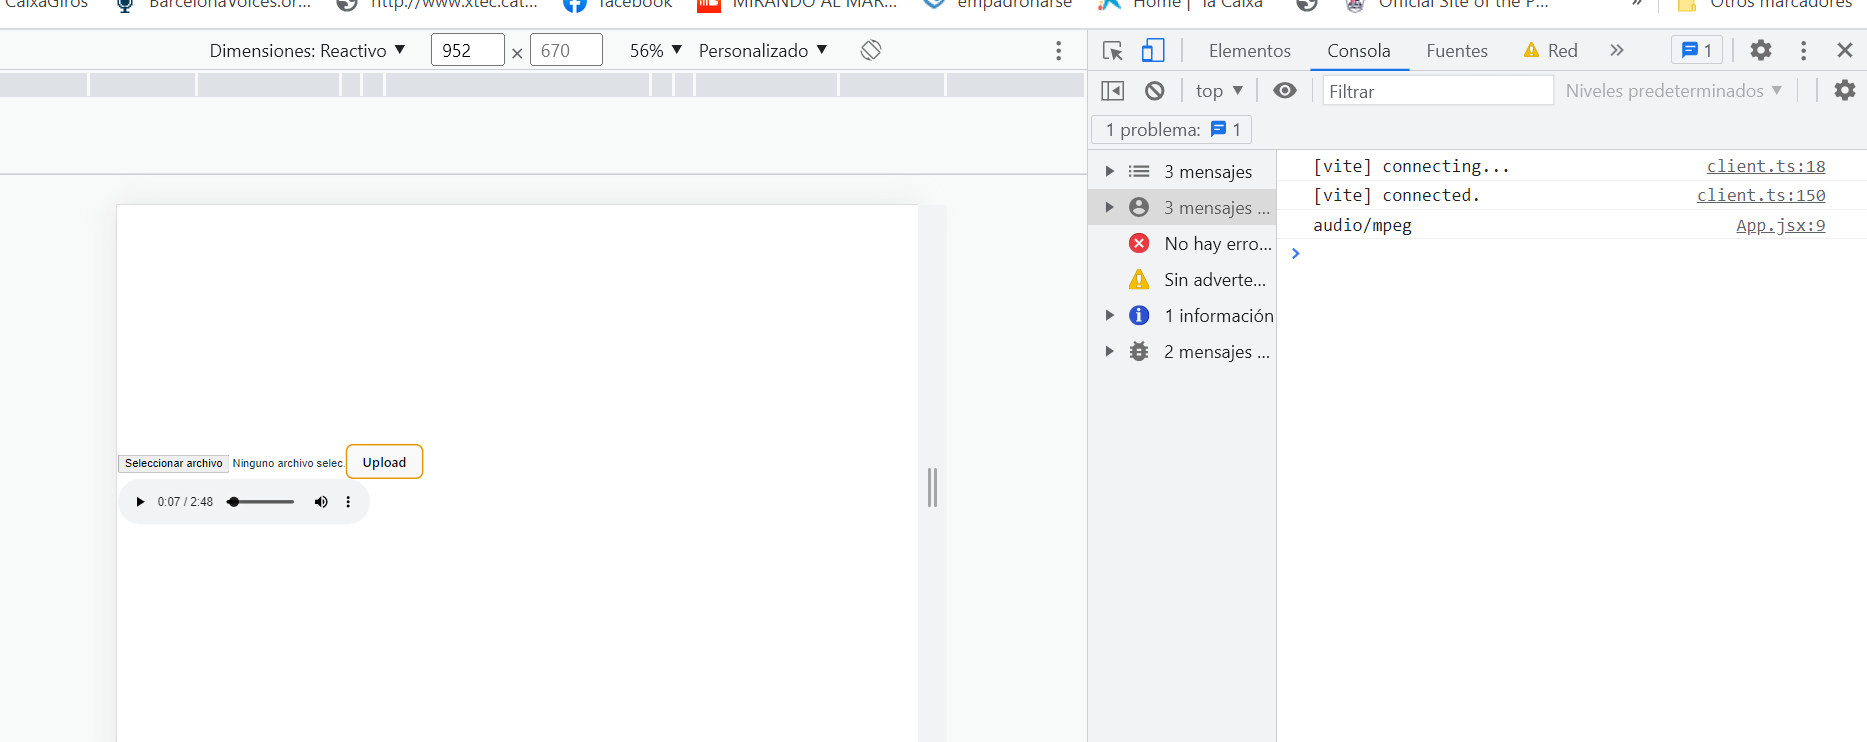 CaixaGiros BarcelonaVoices.or... http://www.xtec.cat... facebook MIRANDO AL MAR... empadronarse Home | "la Caixa" Official Site of the P... » Otros marcadores
Dimensiones: Reactivo ▼ 952 × 670 56% ▼ Personalizado ▼
Elementos Consola Fuentes Red » 1
top ▼ Filtrar Niveles predeterminados ▼
1 problema: 1
3 mensajes
3 mensajes ...
No hay erro...
Sin adverte...
1 información
2 mensajes ...
[vite] connecting... client.ts:18
[vite] connected. client.ts:150
audio/mpeg App.jsx:9
Seleccionar archivo Ninguno archivo selec. Upload
0:07 / 2:48